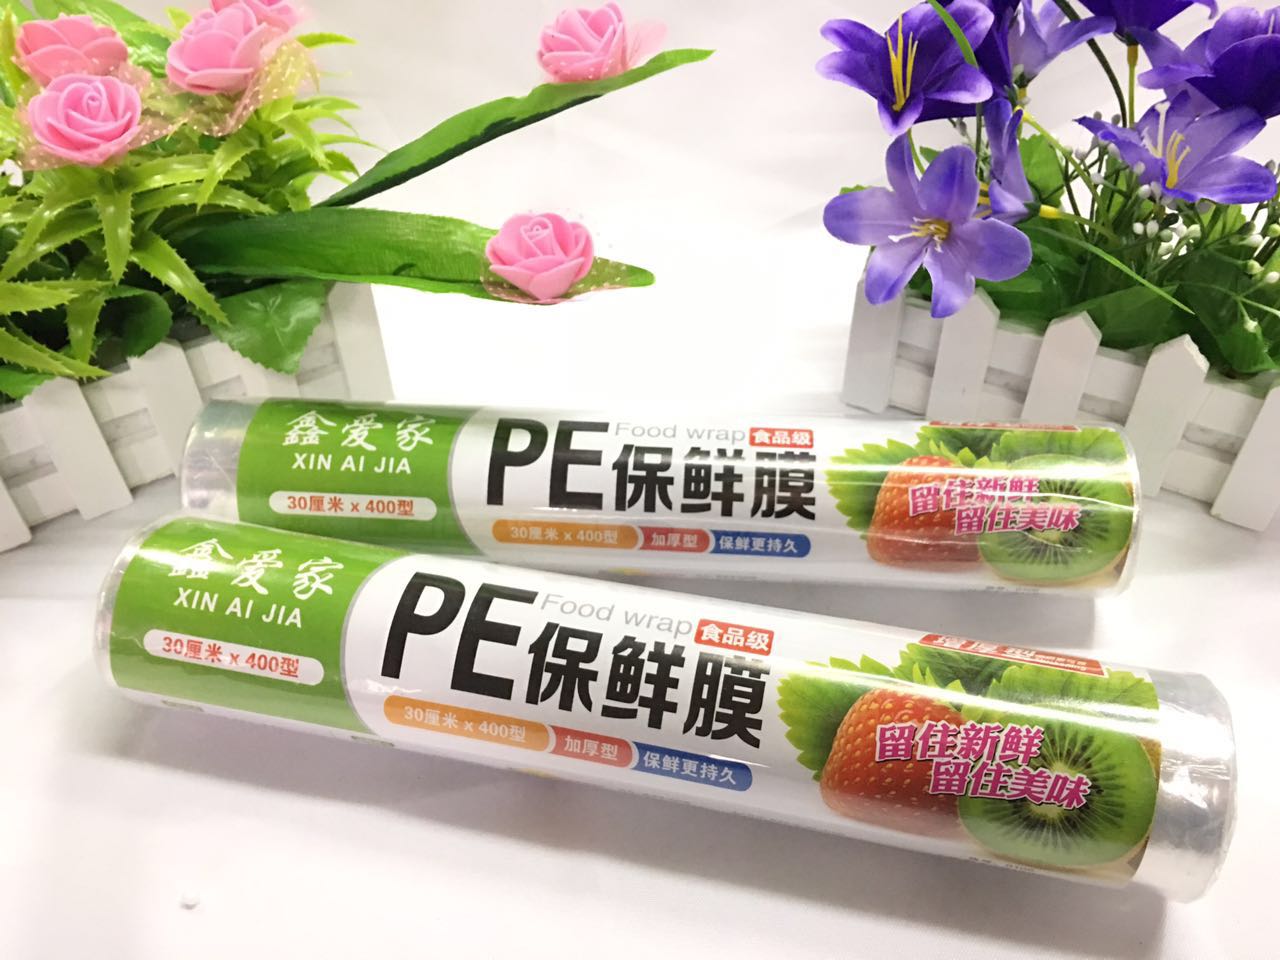 鑫爱家
XIN AI JIA
30厘米 x 400型
PE保鲜膜
Food wrap
食品级
30厘米 x 400型
加厚型
保鲜更持久
留住新鲜
留住美味
鑫爱家
XIN AI JIA
30厘米 x 400型
PE保鲜膜
Food wrap
食品级
30厘米 x 400型
加厚型
保鲜更持久
增厚型
留住新鲜
留住美味